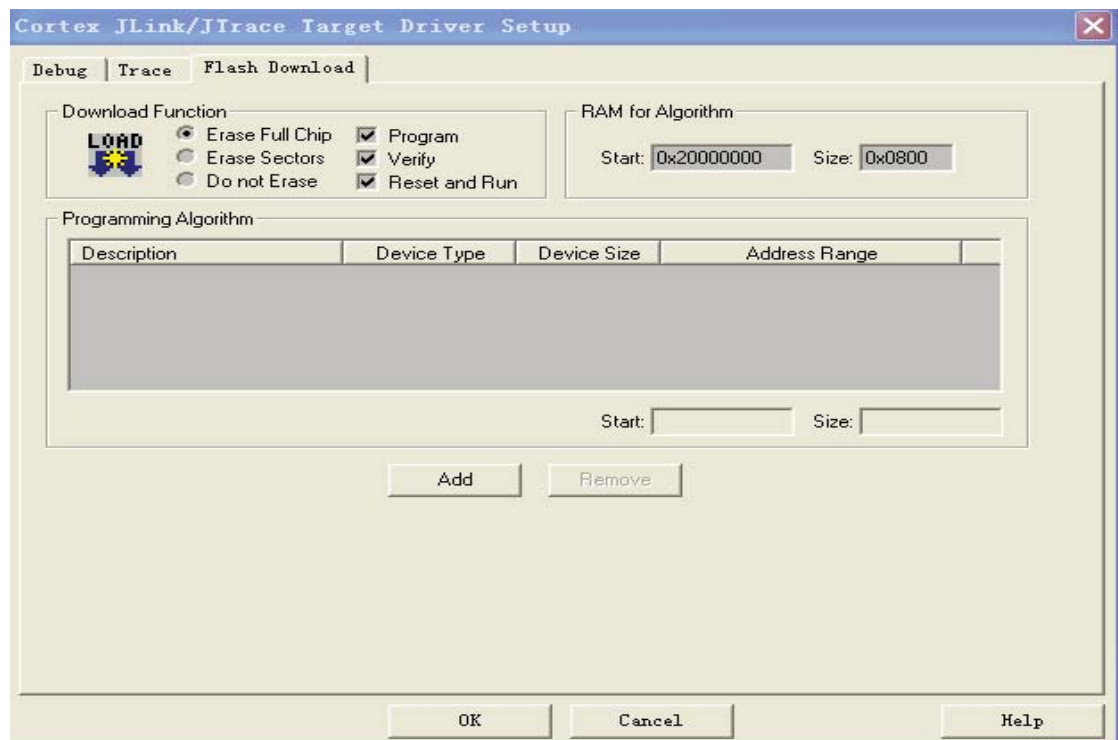 Cortex JLink/JTrace Target Driver Setup
Debug Trace Flash Download
Download Function
LOAD
Erase Full Chip Program
Erase Sectors Verify
Do not Erase Reset and Run
RAM for Algorithm
Start: 0x20000000 Size: 0x0800
Programming Algorithm
Description Device Type Device Size Address Range
Start: Size:
Add Remove
OK Cancel Help